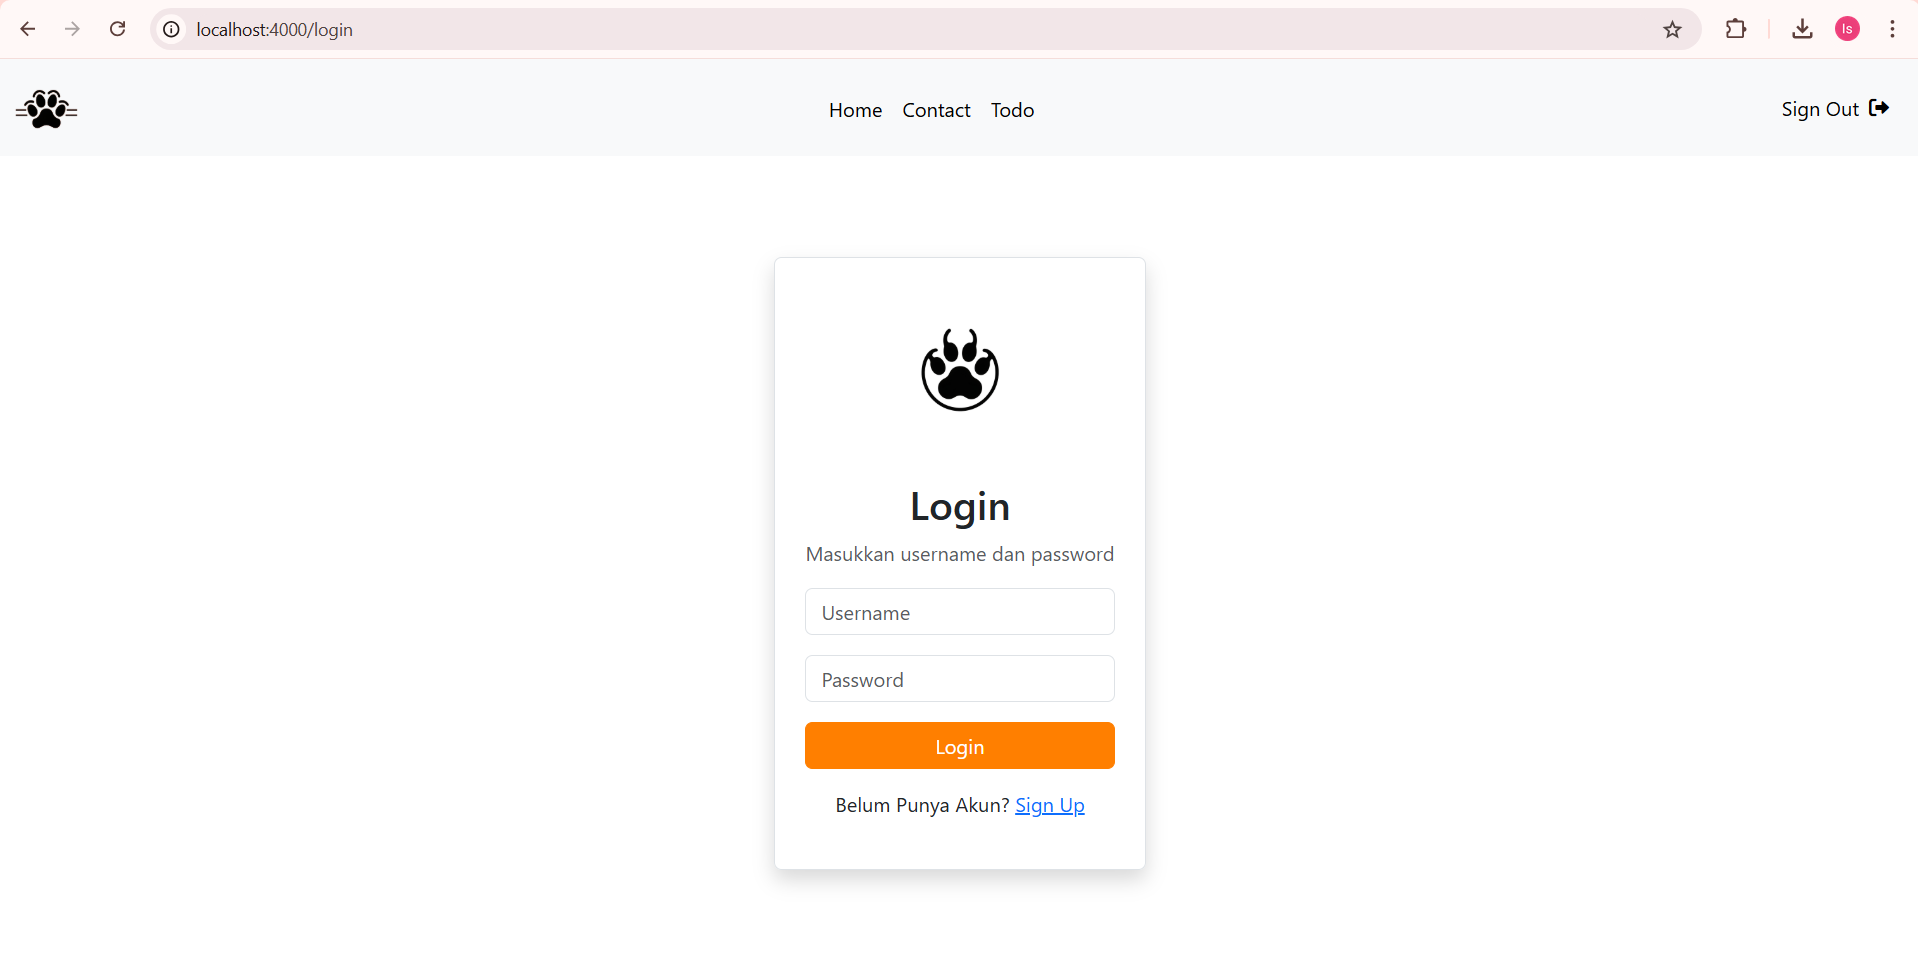 localhost:4000/login
ls
Home Contact Todo
Sign Out
Login
Masukkan username dan password
Username
Password
Login
Belum Punya Akun? Sign Up